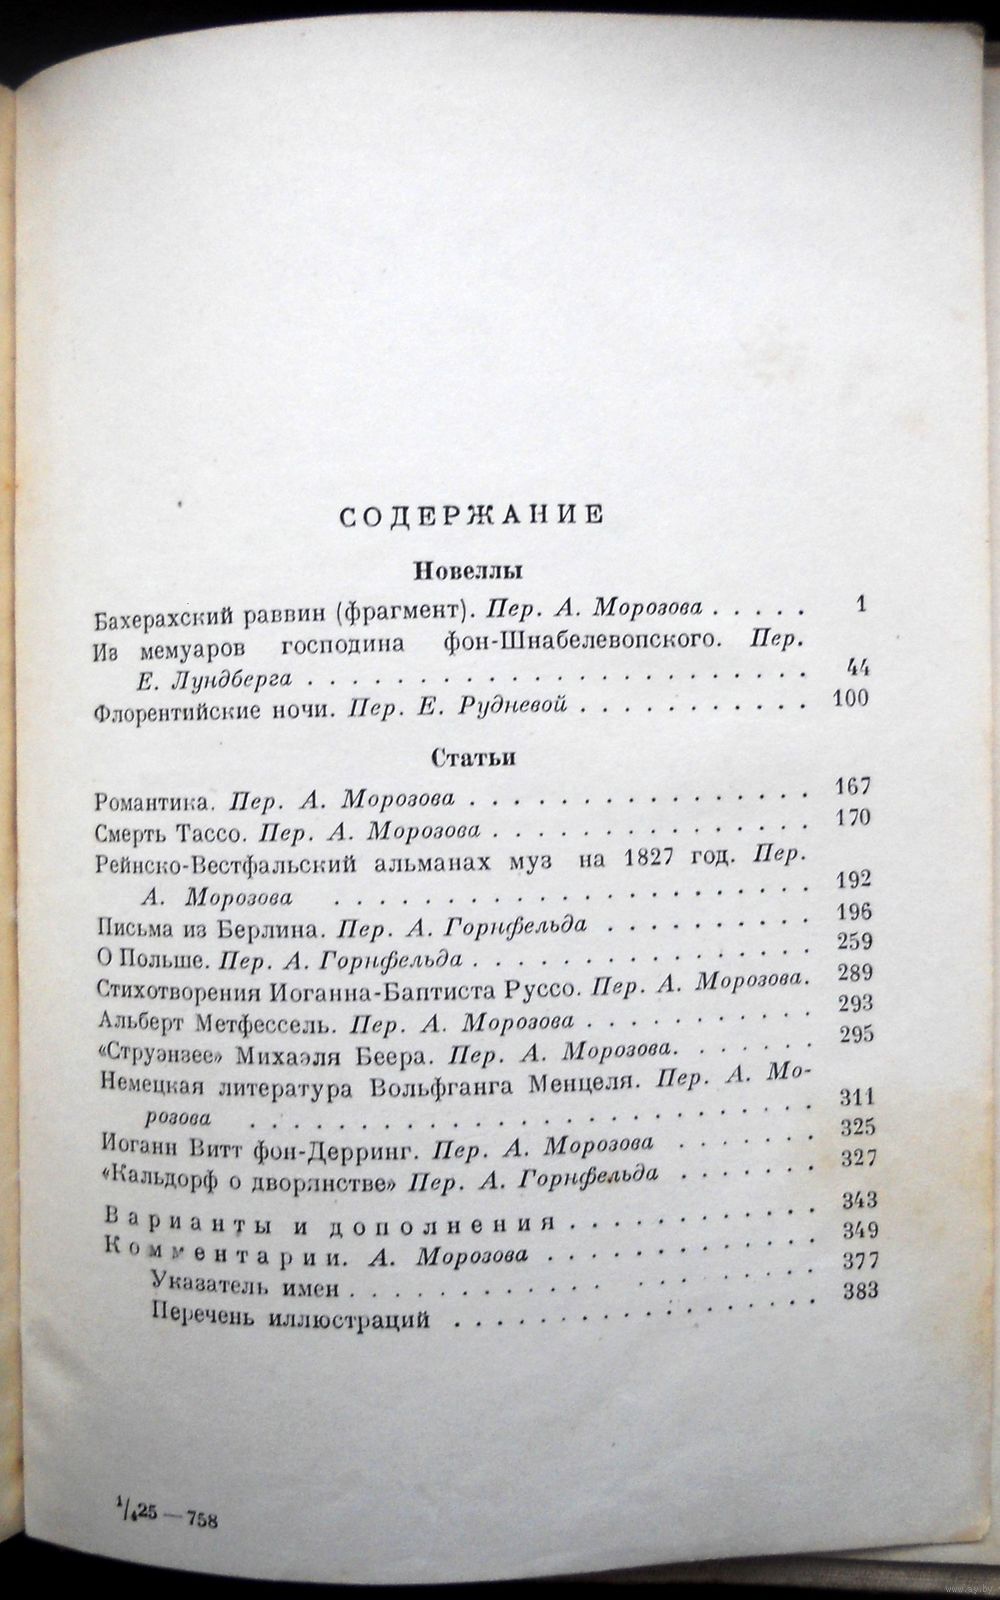 СОДЕРЖАНИЕ
Новеллы
Бахерахский раввин (фрагмент). Пер. А. Морозова . . . . . 1
Из мемуаров господина фон-Шнабелевопского. Пер.
Е. Лундберга . . . . . . . . . . . . . . . . . . . . . . . 44
Флорентийские ночи. Пер. Е. Рудневой . . . . . . . . . . . 100
Статьи
Романтика. Пер. А. Морозова . . . . . . . . . . . . . . . . 167
Смерть Тассо. Пер. А. Морозова . . . . . . . . . . . . . . . 170
Рейнско-Вестфальский альманах муз на 1827 год. Пер.
А. Морозова . . . . . . . . . . . . . . . . . . . . . . 192
Письма из Берлина. Пер. А. Горнфельда . . . . . . . . . 196
О Польше. Пер. А. Горнфельда . . . . . . . . . . . . . . . 259
Стихотворения Иоганна-Баптиста Руссо. Пер. А. Морозова. 289
Альберт Метфессель. Пер. А. Морозова . . . . . . . . . . . 293
«Струэнзее» Михаэля Беера. Пер. А. Морозова. . . . . . . 295
Немецкая литература Вольфганга Менцеля. Пер. А. Мо-
розова . . . . . . . . . . . . . . . . . . . . . . . . . 311
Иоганн Витт фон-Дерринг. Пер. А. Морозова . . . . . . . 325
«Кальдорф о дворянстве» Пер. А. Горнфельда . . . . . . . 327
Варианты и дополнения . . . . . . . . . . . . 343
Комментарии. А. Морозова . . . . . . . . . . . . . 349
Указатель имен . . . . . . . . . . . . . . . . . . . . 377
Перечень иллюстраций . . . . . . . . . . . . . . . . 383
1/425 — 758
www.ay.by